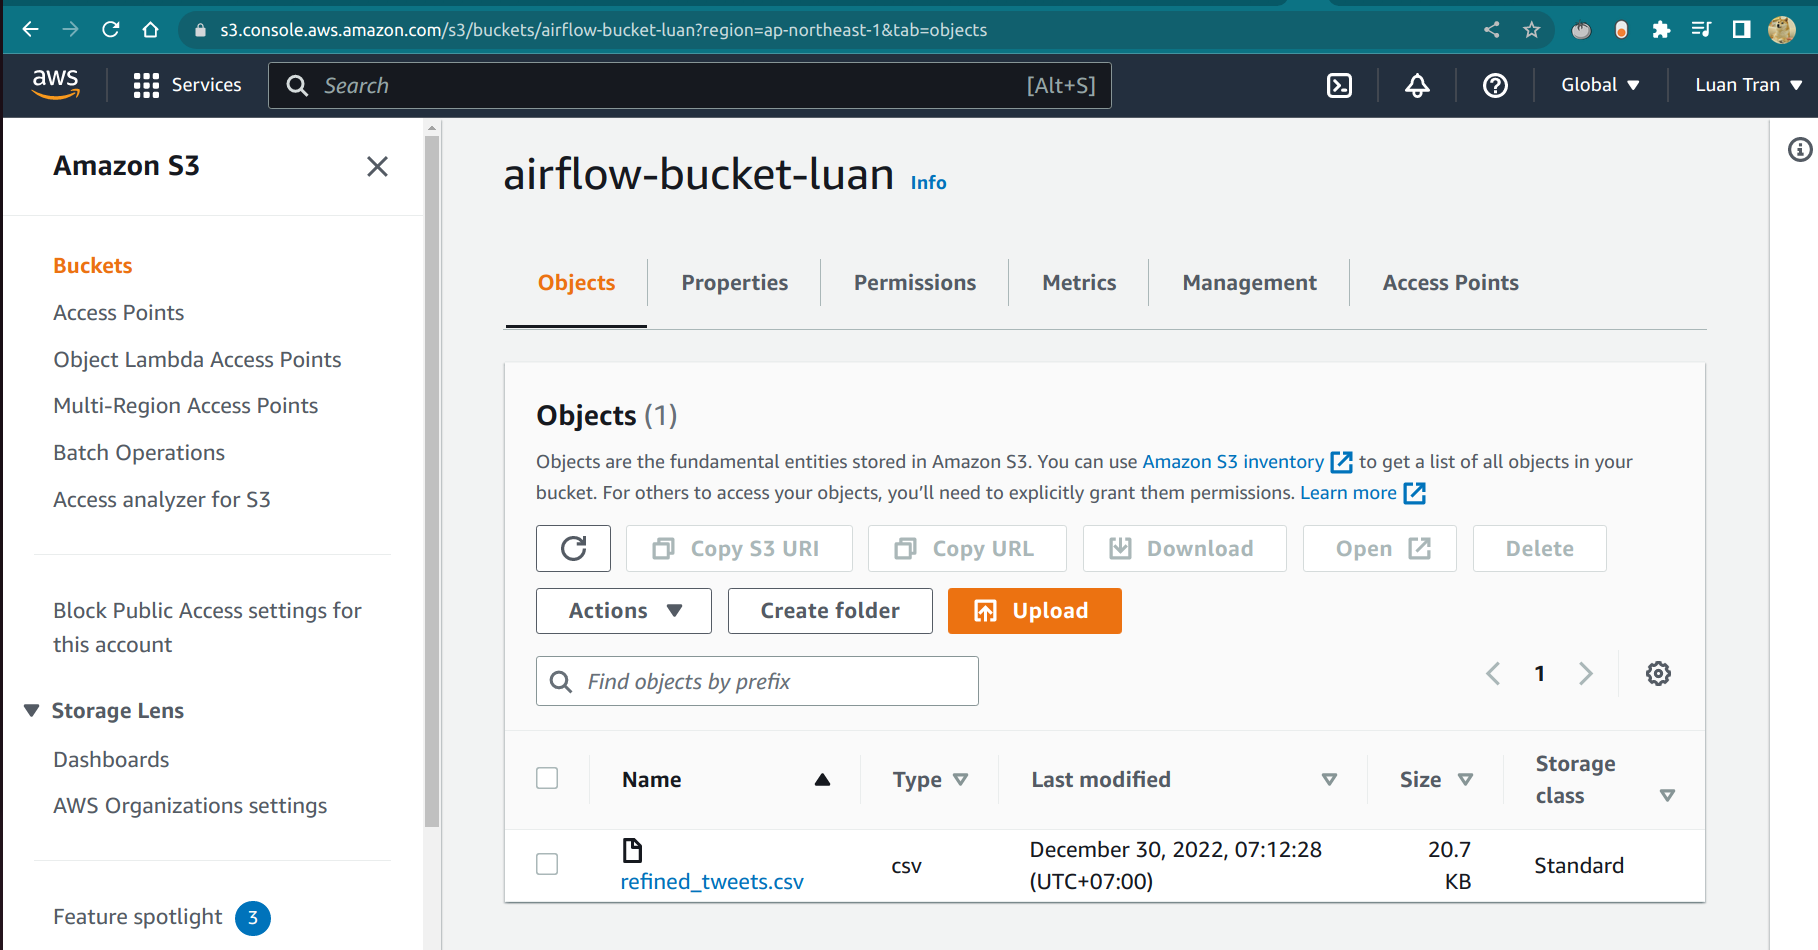 s3.console.aws.amazon.com/s3/buckets/airflow-bucket-luan?region=ap-northeast-1&tab=objects
aws
Services
Search
[Alt+S]
Global
Luan Tran
Amazon S3
Buckets
Access Points
Object Lambda Access Points
Multi-Region Access Points
Batch Operations
Access analyzer for S3
Block Public Access settings for
this account
Storage Lens
Dashboards
AWS Organizations settings
Feature spotlight 3
airflow-bucket-luan Info
Objects
Properties
Permissions
Metrics
Management
Access Points
Objects (1)
Objects are the fundamental entities stored in Amazon S3. You can use Amazon S3 inventory to get a list of all objects in your
bucket. For others to access your objects, you'll need to explicitly grant them permissions. Learn more
Copy S3 URI
Copy URL
Download
Open
Delete
Actions
Create folder
Upload
Find objects by prefix
1
Name
Type
Last modified
Size
Storage
class
refined_tweets.csv
csv
December 30, 2022, 07:12:28
(UTC+07:00)
20.7
KB
Standard